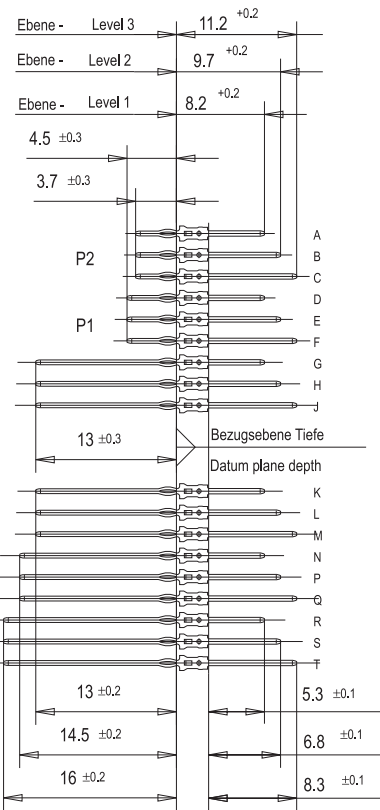 Ebene - Level 3 11.2 +0.2
Ebene - Level 2 9.7 +0.2
Ebene - Level 1 8.2 +0.2
4.5 ±0.3
3.7 ±0.3
A
P2 B
C
D
P1 E
F
G
H
J
13 ±0.3 Bezugsebene Tiefe
Datum plane depth
K
L
M
N
P
Q
R
S
T
13 ±0.2 5.3 ±0.1
14.5 ±0.2 6.8 ±0.1
16 ±0.2 8.3 ±0.1